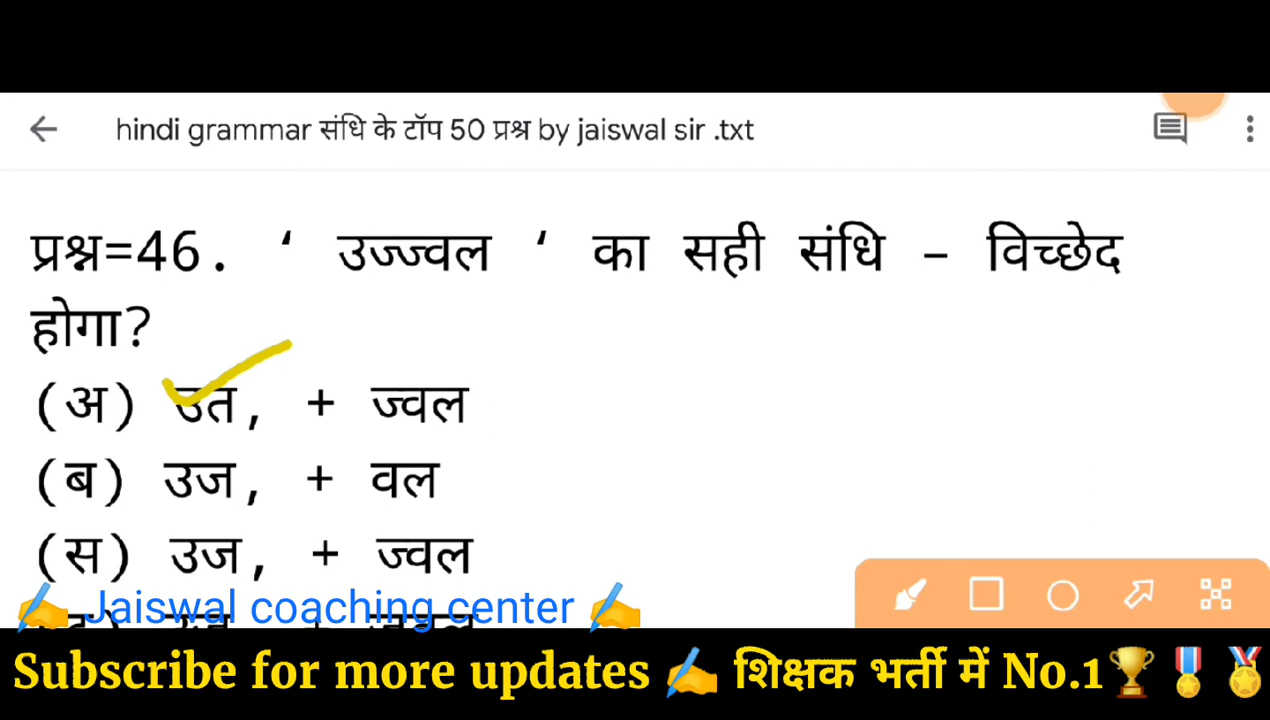 hindi grammar संधि के टॉप 50 प्रश्न by jaiswal sir .txt
प्रश्न=46. ‘ उज्ज्वल ‘ का सही संधि – विच्छेद
होगा?
(अ) उत, + ज्वल
(ब) उज, + वल
(स) उज, + ज्वल
✍️ Jaiswal coaching center ✍️
Subscribe for more updates ✍️ शिक्षक भर्ती में No.1🏆🎖️🏅